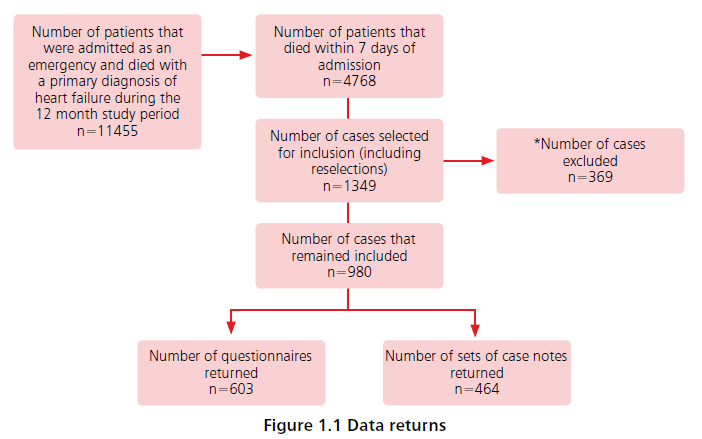 Number of patients that
were admitted as an
emergency and died with
a primary diagnosis of
heart failure during the
12 month study period
n=11455
Number of patients that
died within 7 days of
admission
n=4768
Number of cases selected
for inclusion (including
reselections)
n=1349
*Number of cases
excluded
n=369
Number of cases that
remained included
n=980
Number of questionnaires
returned
n=603
Number of sets of case notes
returned
n=464
Figure 1.1 Data returns